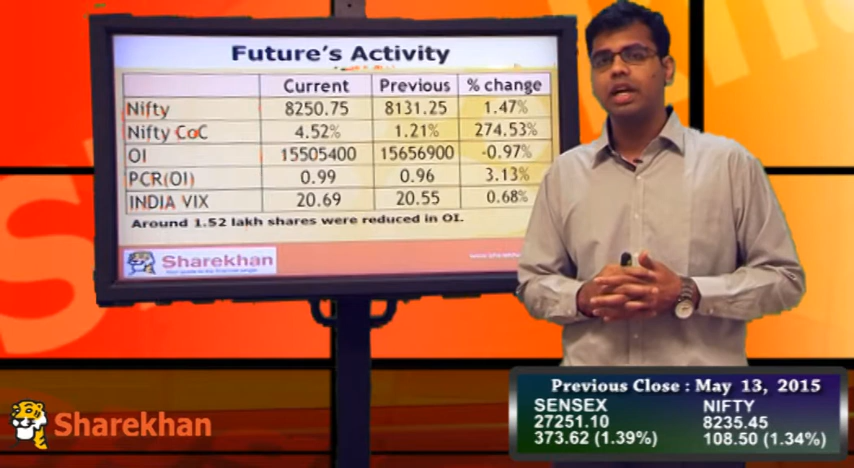 Future's Activity
Current Previous % change
Nifty 8250.75 8131.25 1.47%
Nifty CoC 4.52% 1.21% 274.53%
OI 15505400 15656900 -0.97%
PCR(OI) 0.99 0.96 3.13%
INDIA VIX 20.69 20.55 0.68%
Around 1.52 lakh shares were reduced in OI.
Sharekhan
Sharekhan
Previous Close : May 13, 2015
SENSEX NIFTY
27251.10 8235.45
373.62 (1.39%) 108.50 (1.34%)